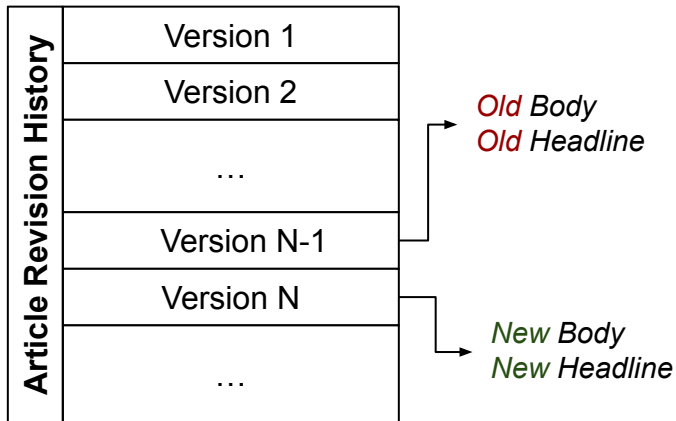 Article Revision History
Version 1
Version 2
…
Version N-1
Version N
…
Old Body
Old Headline
New Body
New Headline